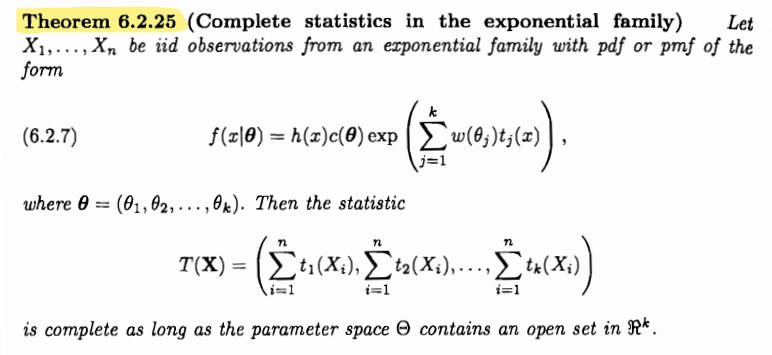 Theorem 6.2.25 (Complete statistics in the exponential family) Let
X₁,...,Xₙ be iid observations from an exponential family with pdf or pmf of the
form
(6.2.7) f(x|θ) = h(x)c(θ) exp ( ∑_{j=1}^{k} w(θⱼ)tⱼ(x) ) ,
where θ = (θ₁, θ₂, ..., θₖ). Then the statistic
T(X) = ( ∑_{i=1}^{n} t₁(Xᵢ), ∑_{i=1}^{n} t₂(Xᵢ), ..., ∑_{i=1}^{n} tₖ(Xᵢ) )
is complete as long as the parameter space Θ contains an open set in ℜᵏ.